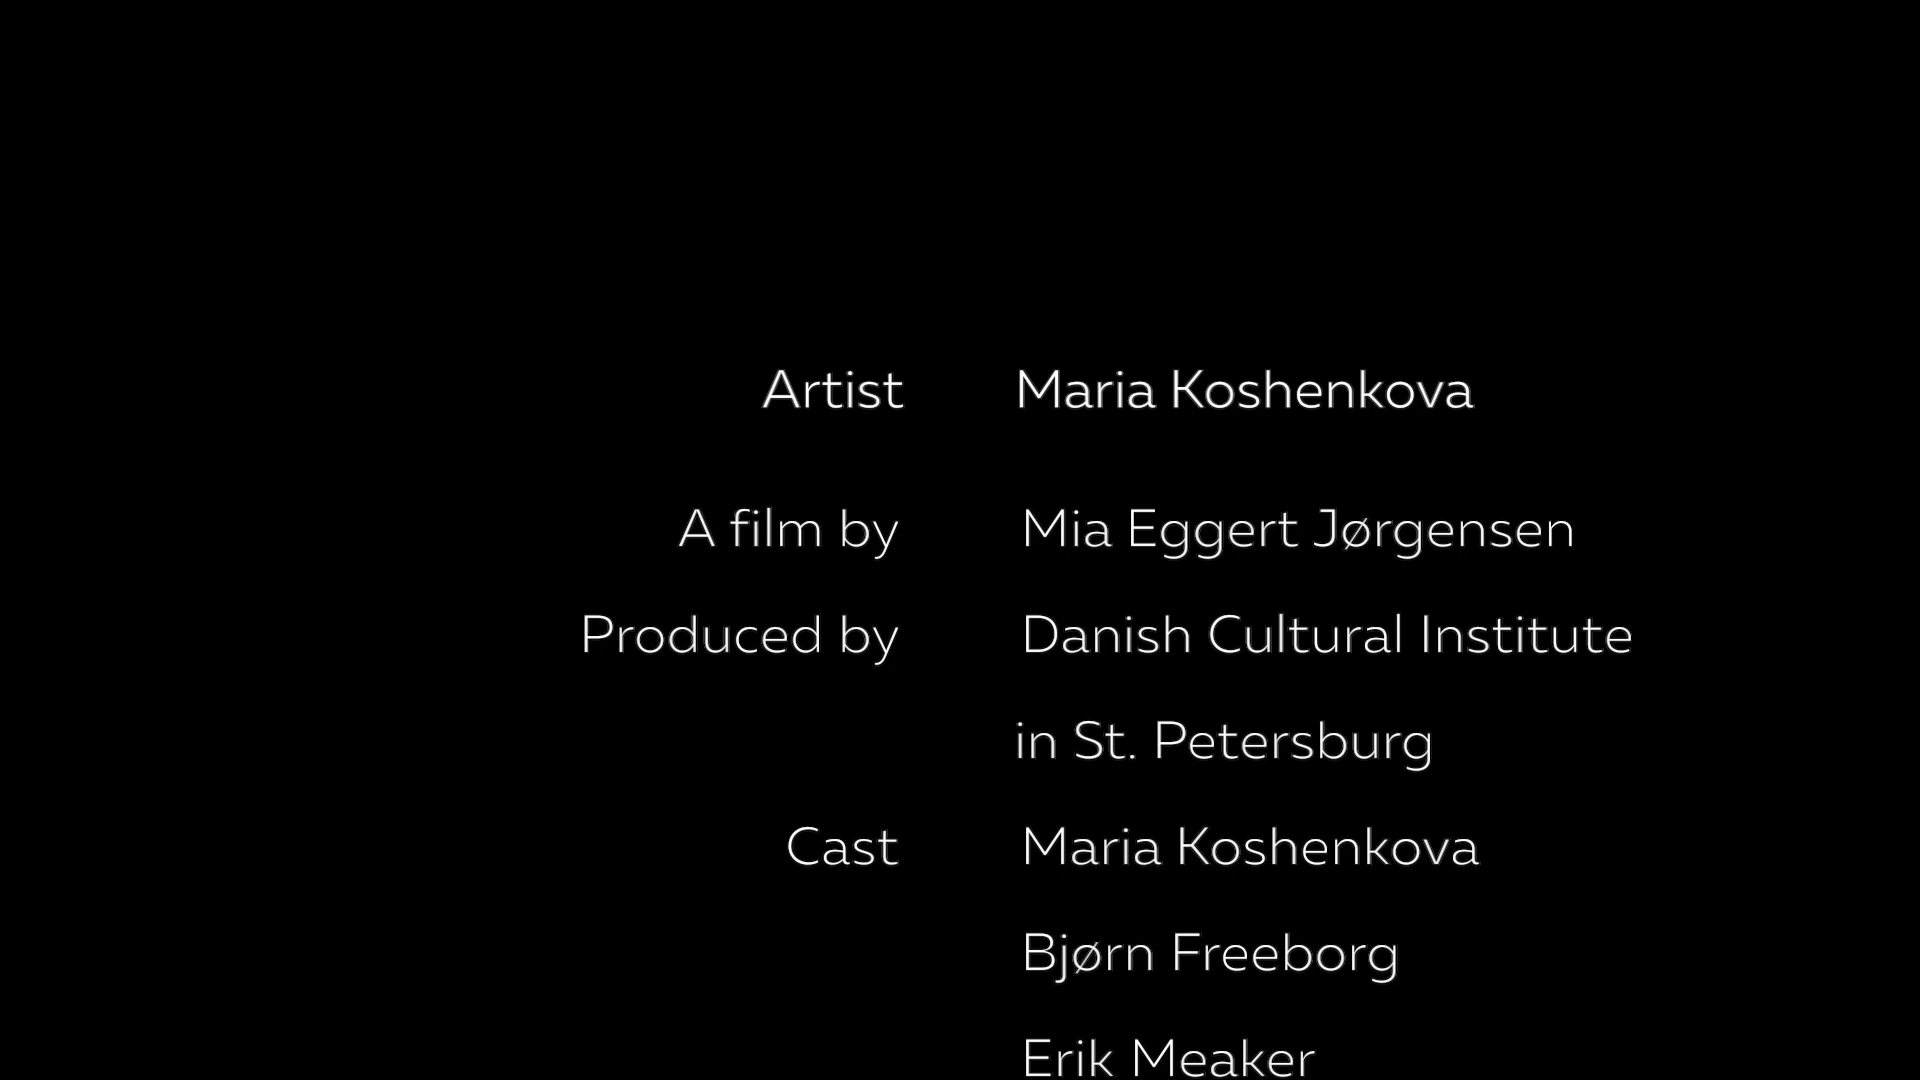 Artist Maria Koshenkova
A film by Mia Eggert Jørgensen
Produced by Danish Cultural Institute
in St. Petersburg
Cast Maria Koshenkova
Bjørn Freeborg
Erik Meaker